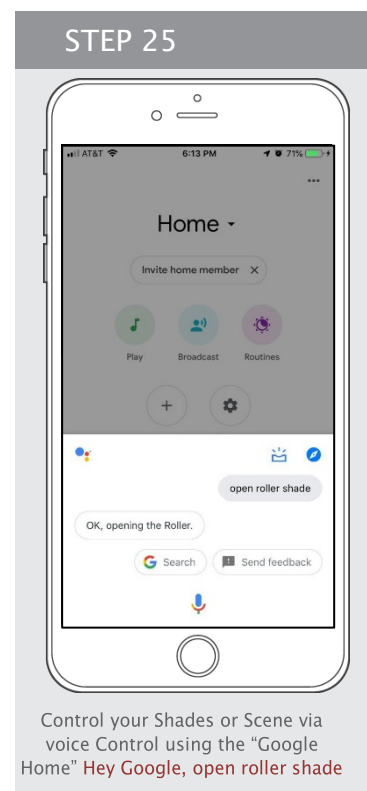 STEP 25
AT&T 6:13 PM 71%
Home
Invite home member
Play Broadcast Routines
open roller shade
OK, opening the Roller.
Search Send feedback
Control your Shades or Scene via
voice Control using the “Google
Home” Hey Google, open roller shade